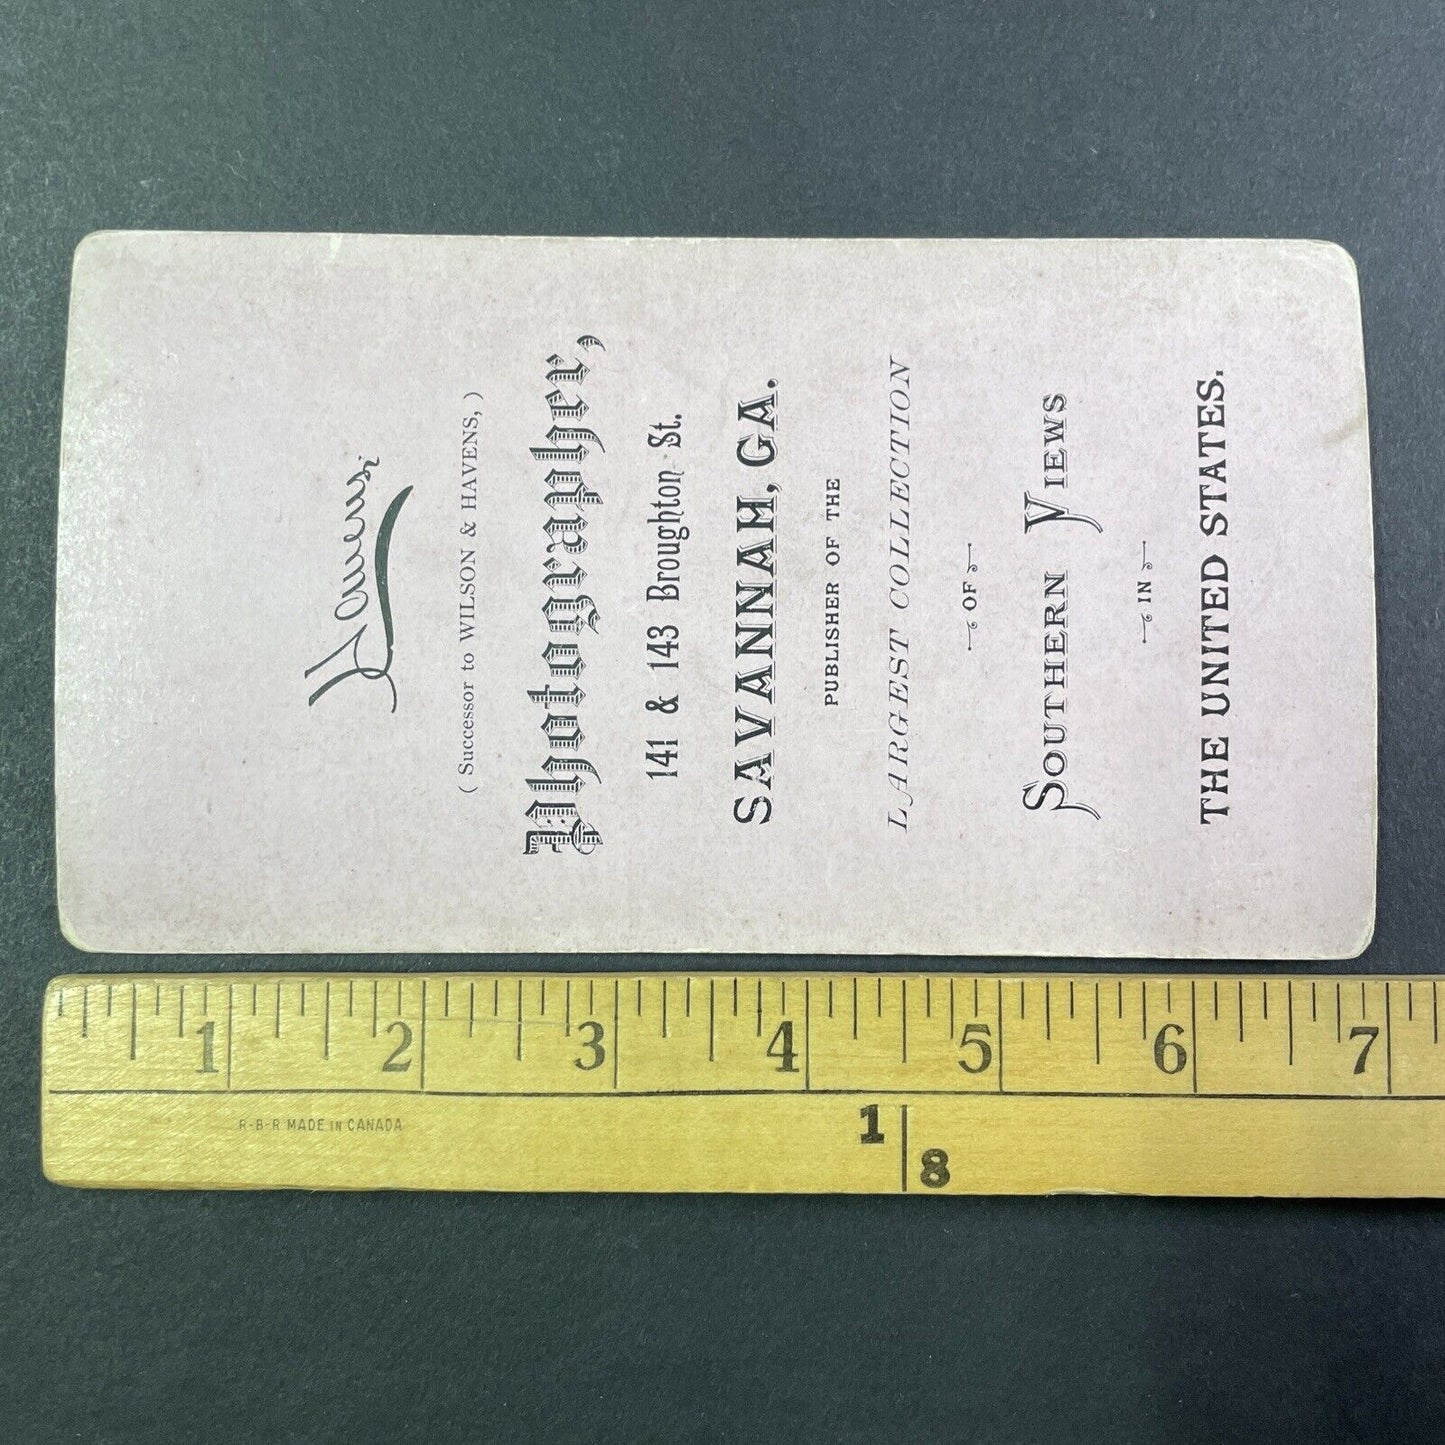 Havens
( Successor to WILSON & HAVENS, )
Photographer,
141 & 143 Broughton St.
SAVANNAH, GA.
PUBLISHER OF THE
LARGEST COLLECTION
OF
SOUTHERN VIEWS
IN
THE UNITED STATES.
1 2 3 4 5 6 7
R-B-R MADE IN CANADA
1
8